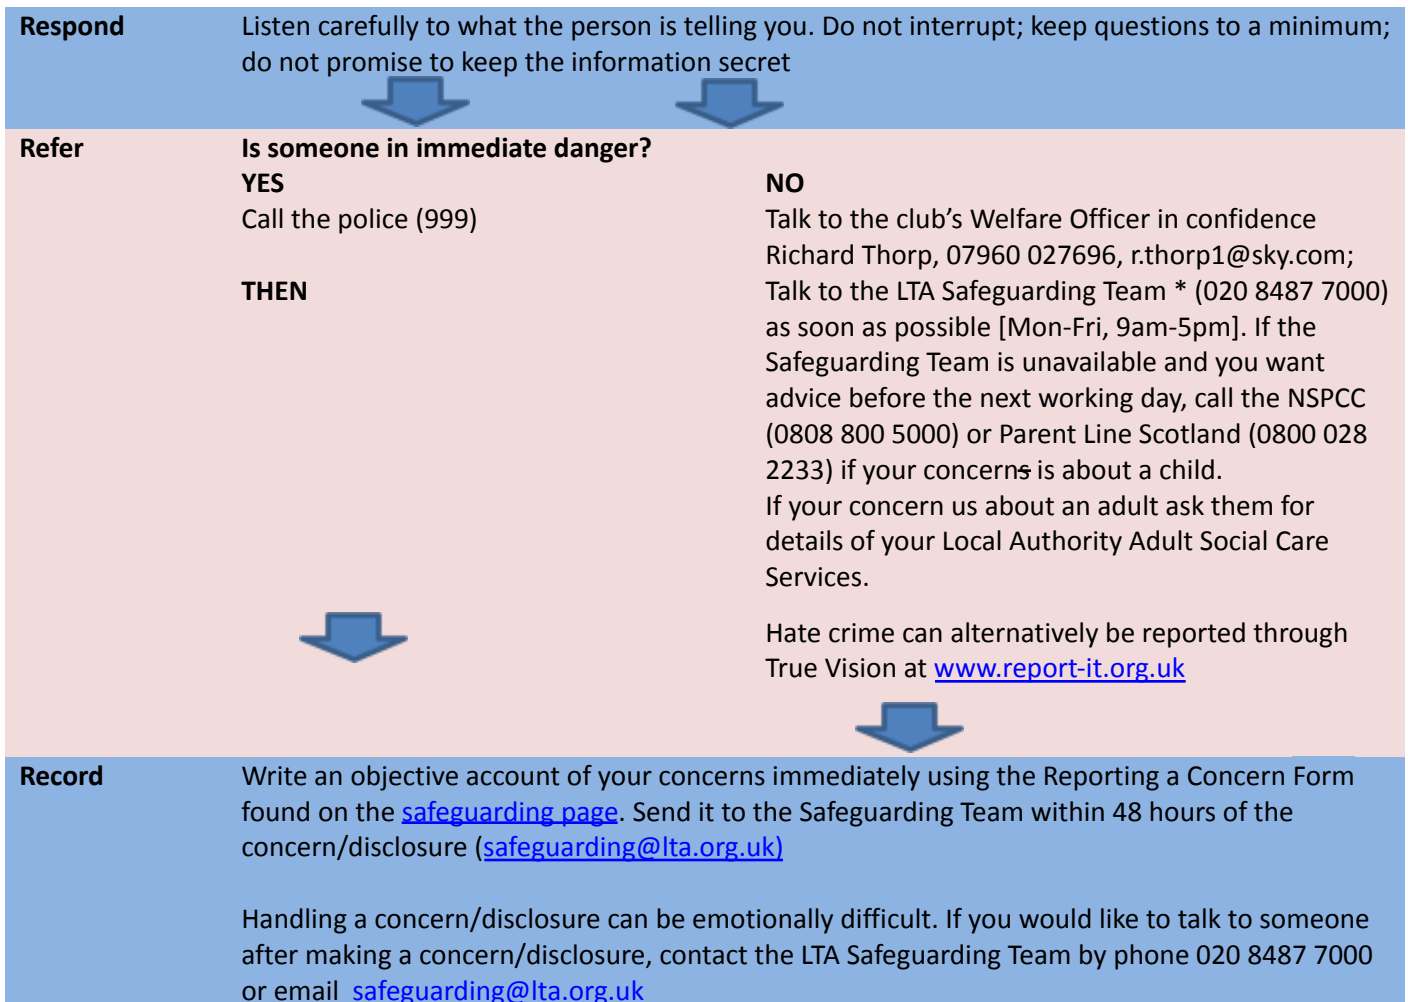 Respond
Listen carefully to what the person is telling you. Do not interrupt; keep questions to a minimum;
do not promise to keep the information secret
Refer
Is someone in immediate danger?
YES
Call the police (999)
THEN
NO
Talk to the club's Welfare Officer in confidence
Richard Thorp, 07960 027696, r.thorp1@sky.com;
Talk to the LTA Safeguarding Team * (020 8487 7000)
as soon as possible [Mon-Fri, 9am-5pm]. If the
Safeguarding Team is unavailable and you want
advice before the next working day, call the NSPCC
(0808 800 5000) or Parent Line Scotland (0800 028
2233) if your concerns is about a child.
If your concern us about an adult ask them for
details of your Local Authority Adult Social Care
Services.
Hate crime can alternatively be reported through
True Vision at www.report-it.org.uk
Record
Write an objective account of your concerns immediately using the Reporting a Concern Form
found on the safeguarding page. Send it to the Safeguarding Team within 48 hours of the
concern/disclosure (safeguarding@lta.org.uk)
Handling a concern/disclosure can be emotionally difficult. If you would like to talk to someone
after making a concern/disclosure, contact the LTA Safeguarding Team by phone 020 8487 7000
or email safeguarding@lta.org.uk